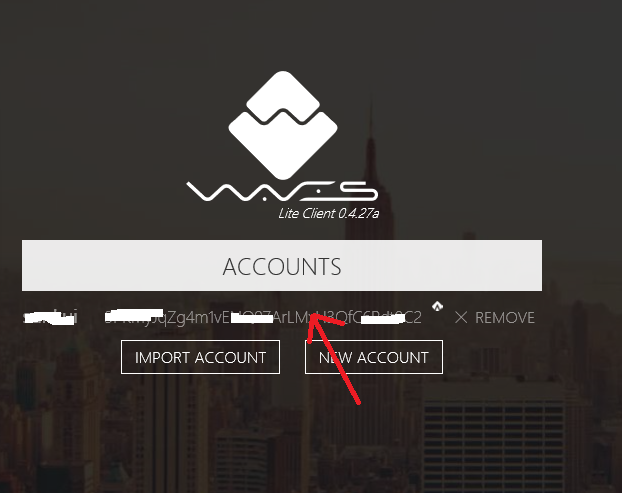 WAVES
Lite Client 0.4.27a
ACCOUNTS
REMOVE
IMPORT ACCOUNT
NEW ACCOUNT